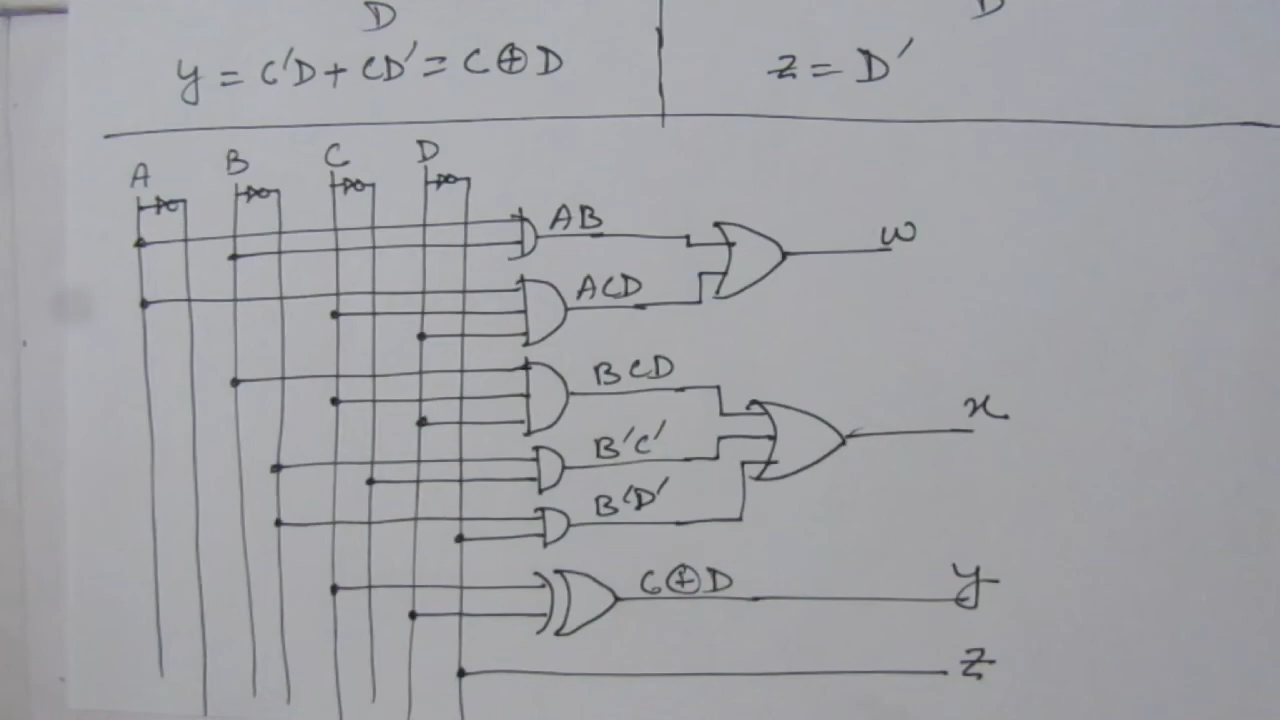 D D
y = C'D + CD' = C⊕D
z = D'
A B C D
AB
w
ACD
BCD
x
B'C'
B'D'
C⊕D
y
z